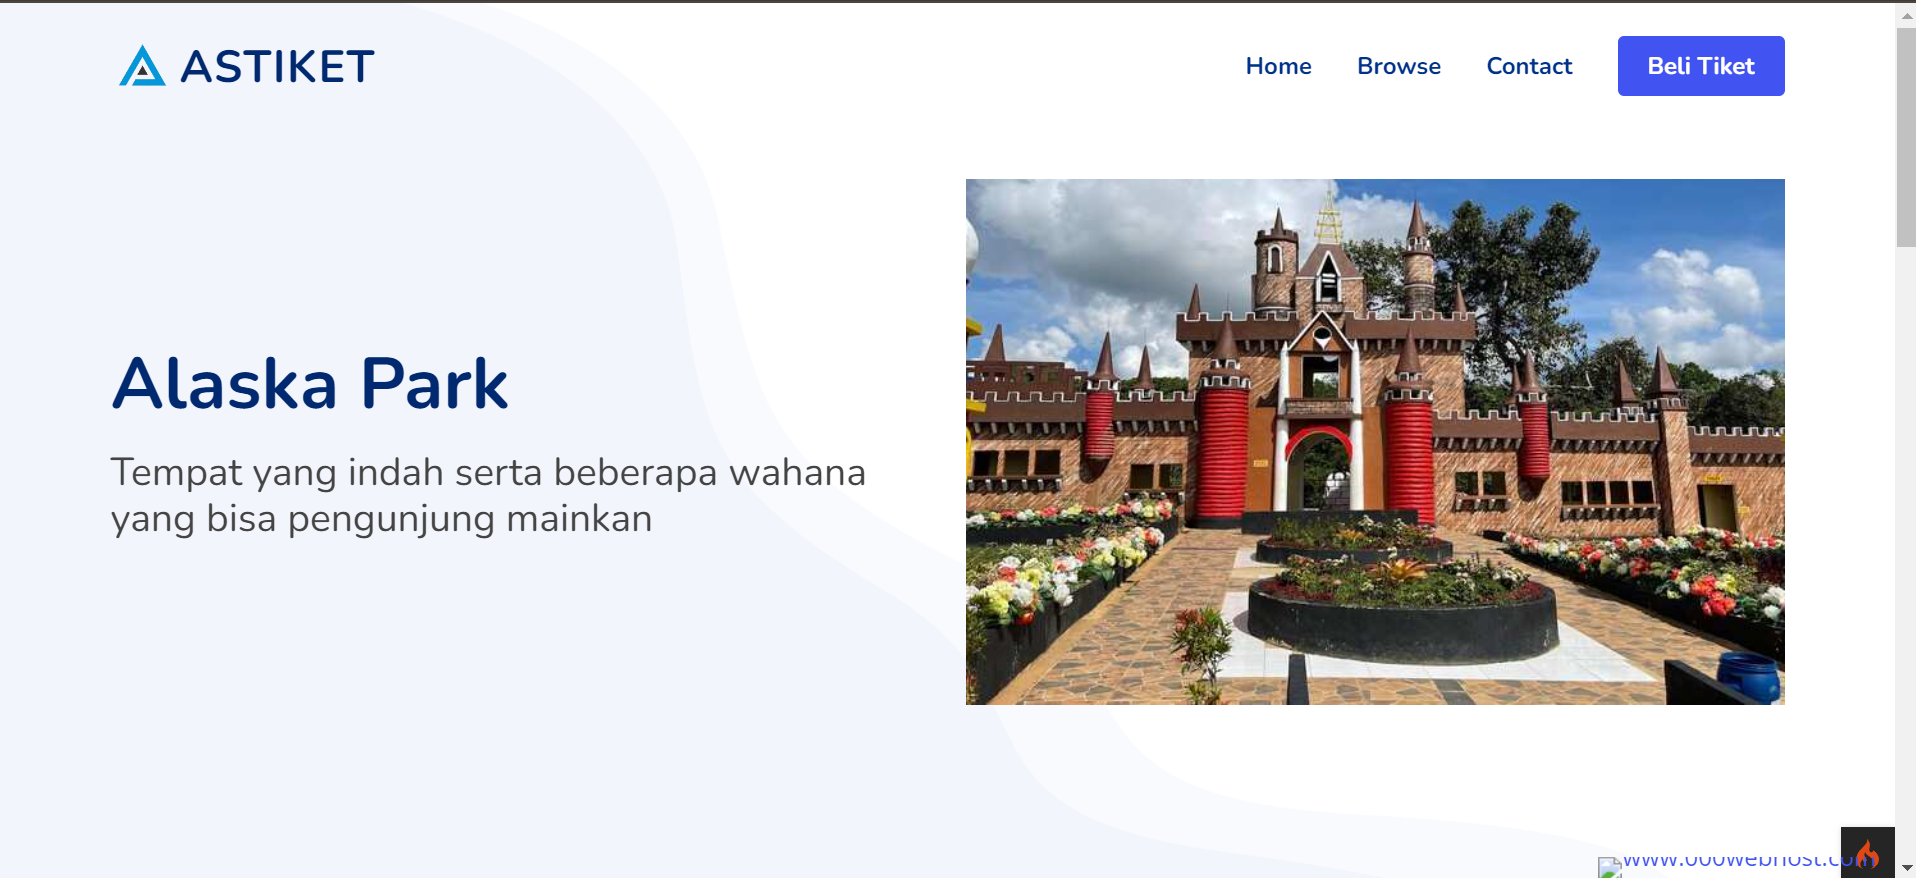 ASTIKET
Home Browse Contact Beli Tiket
Alaska Park
Tempat yang indah serta beberapa wahana
yang bisa pengunjung mainkan
www.000webhost.com